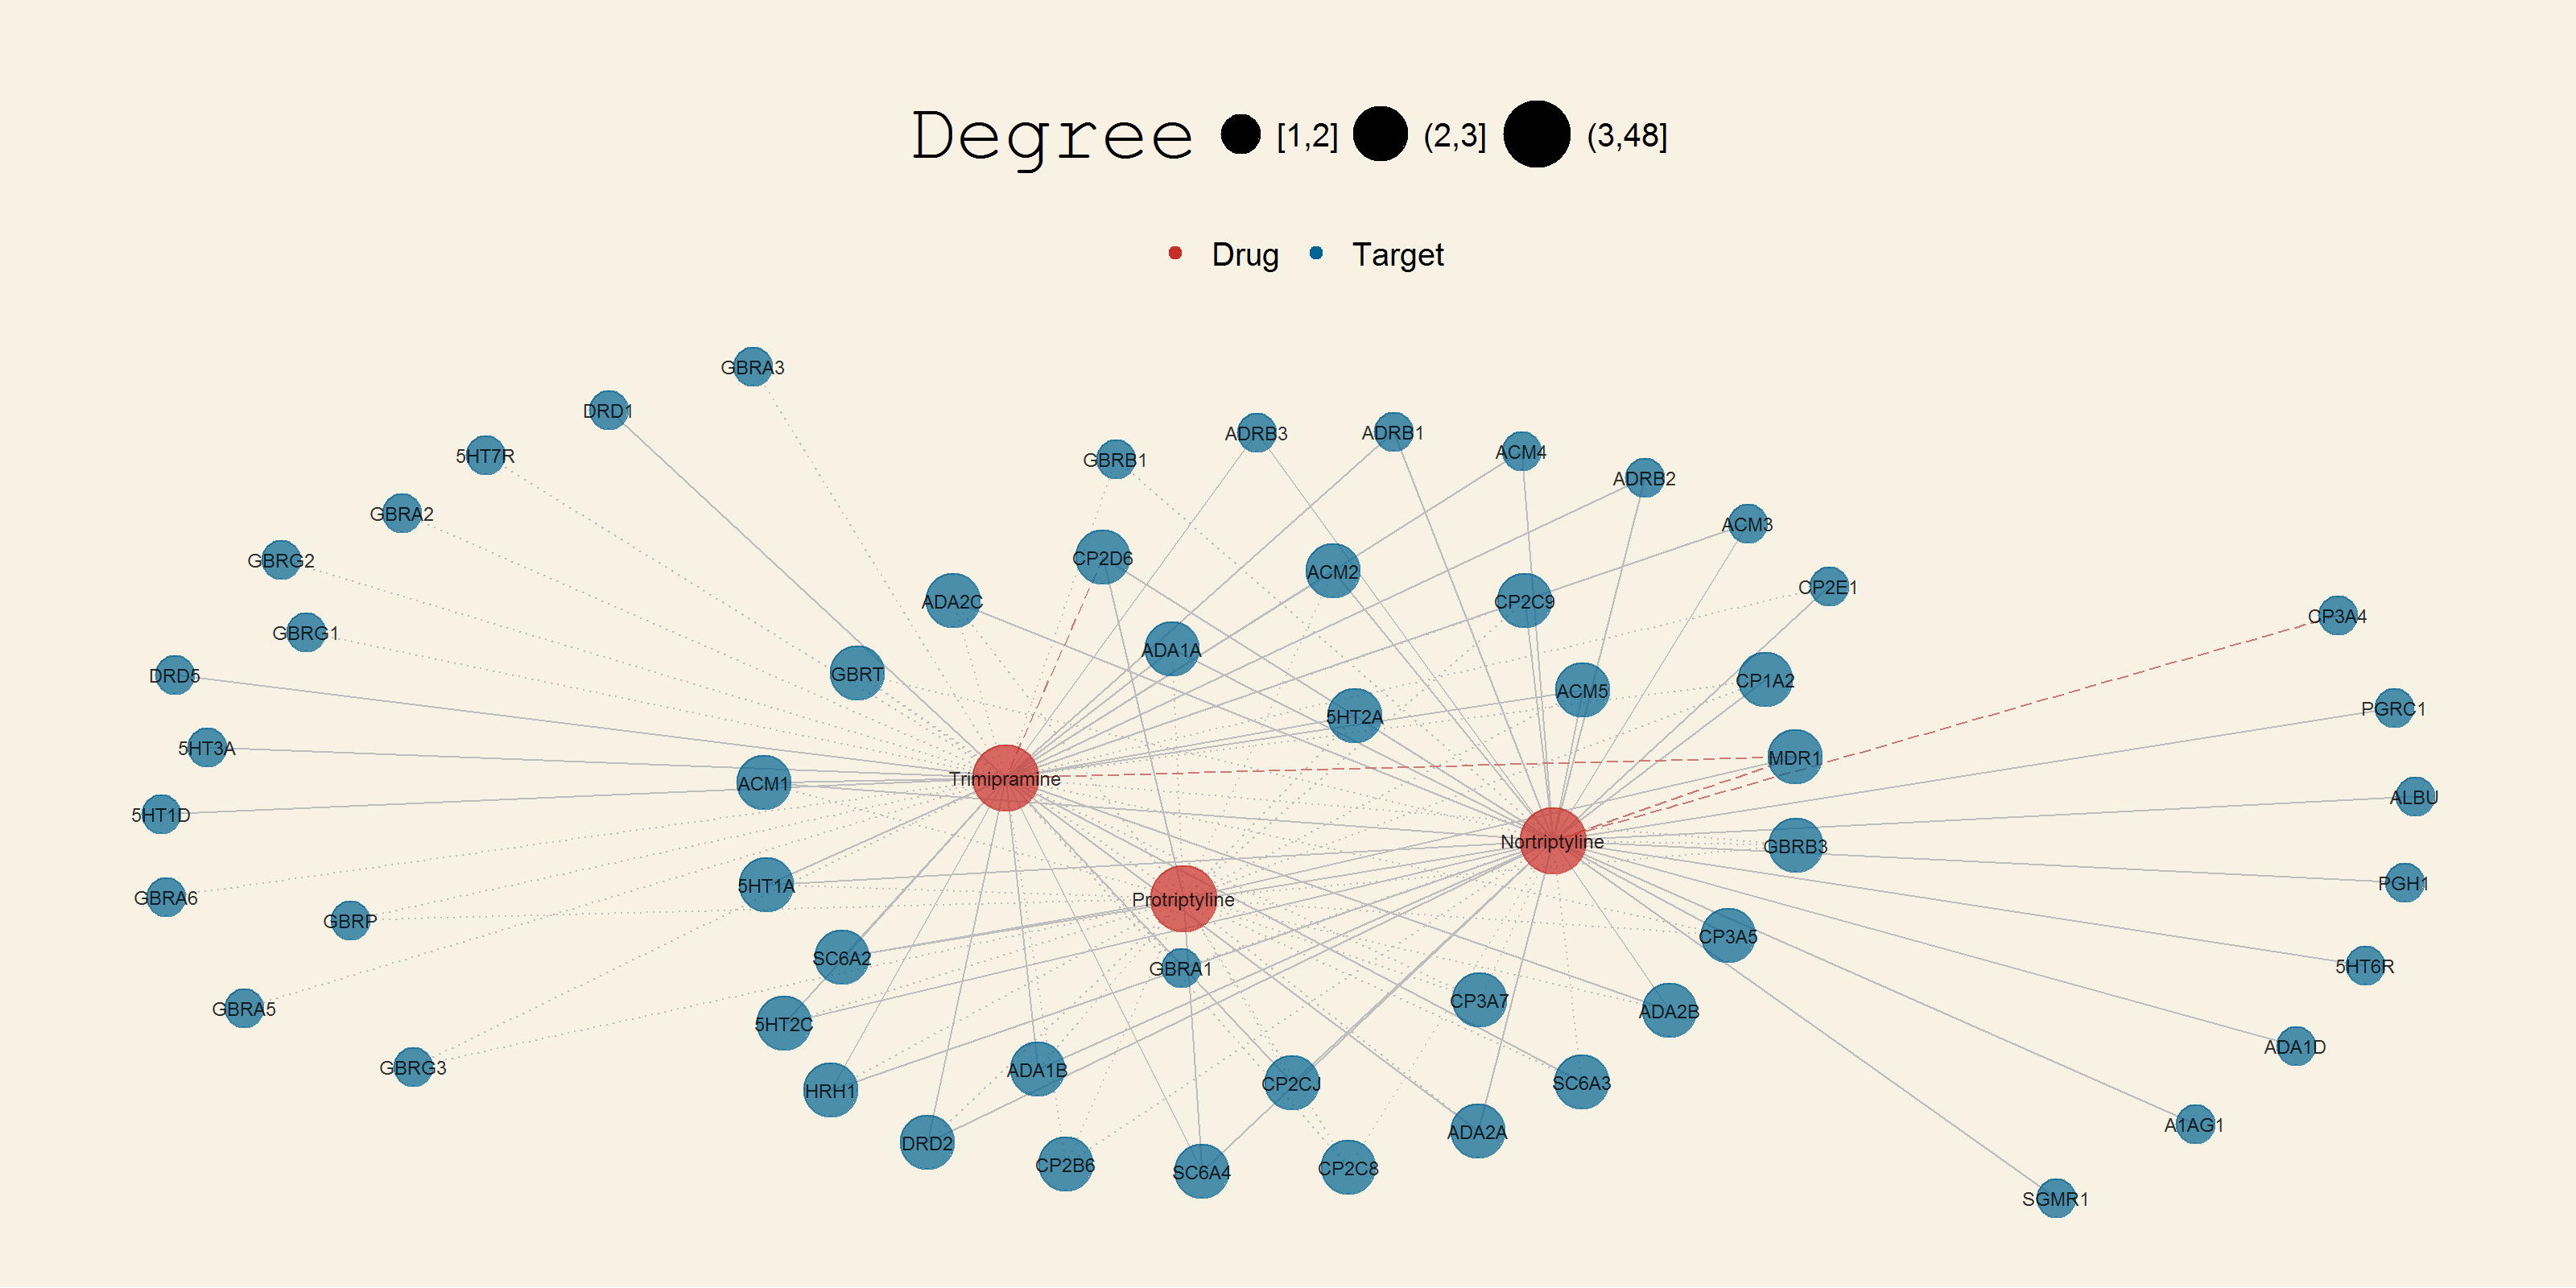 Degree [1,2] (2,3] (3,48]
Drug Target
GBRA3
DRD1
ADRB3
ADRB1
5HT7R
GBRB1
ACM4
ADRB2
GBRA2
ACM3
GBRG2
CP2D6
ACM2
CP2E1
ADA2C
CP2C9
CP3A4
GBRG1
ADA1A
DRD5
GBRT
ACM5
CP1A2
5HT2A
PGRC1
5HT3A
MDR1
ACM1
Trimipramine
ALBU
5HT1D
Nortriptyline
GBRB3
5HT1A
PGH1
GBRA6
Protriptyline
GBRP
CP3A5
SC6A2
GBRA1
5HT6R
CP3A7
GBRA5
ADA2B
5HT2C
ADA1D
GBRG3
ADA1B
CP2CJ
SC6A3
HRH1
A1AG1
ADA2A
DRD2
CP2B6
SC6A4
CP2C8
SGMR1